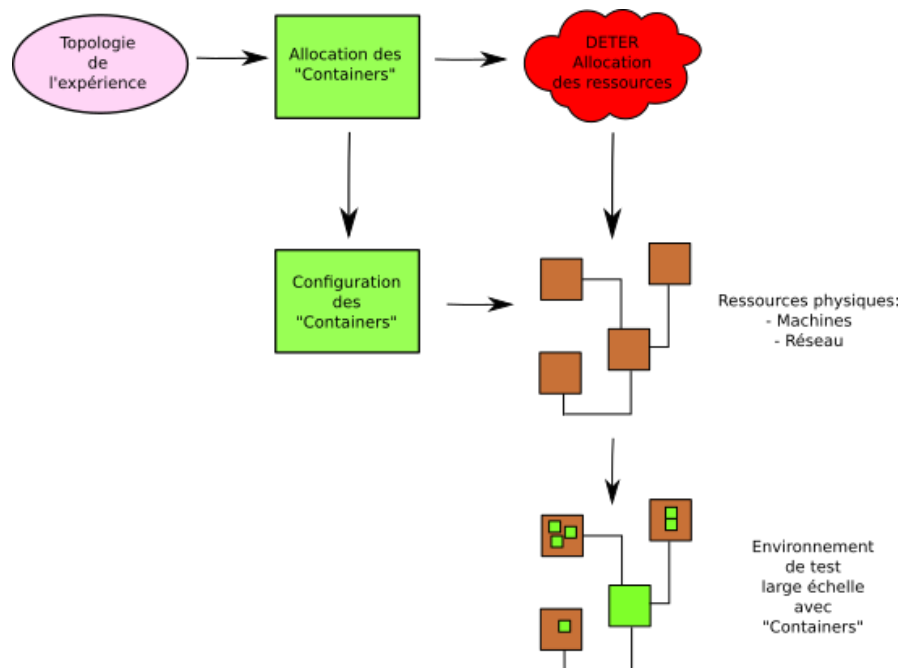 Topologie
de
l'expérience
Allocation des
"Containers"
DETER
Allocation
des ressources
Configuration
des
"Containers"
Ressources physiques:
- Machines
- Réseau
Environnement
de test
large échelle
avec
"Containers"